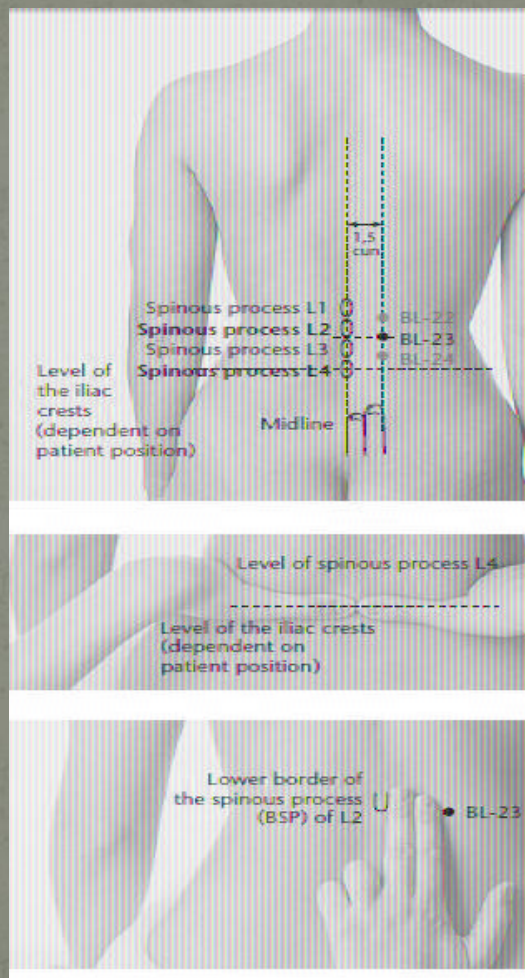 1,5
cun
Spinous process L1
BL-22
Spinous process L2
BL-23
Spinous process L3
BL-24
Spinous process L4
Level of
the iliac
crests
(dependent on
patient position)
Midline
Level of spinous process L4
Level of the iliac crests
(dependent on
patient position)
Lower border of
the spinous process
(BSP) of L2
BL-23